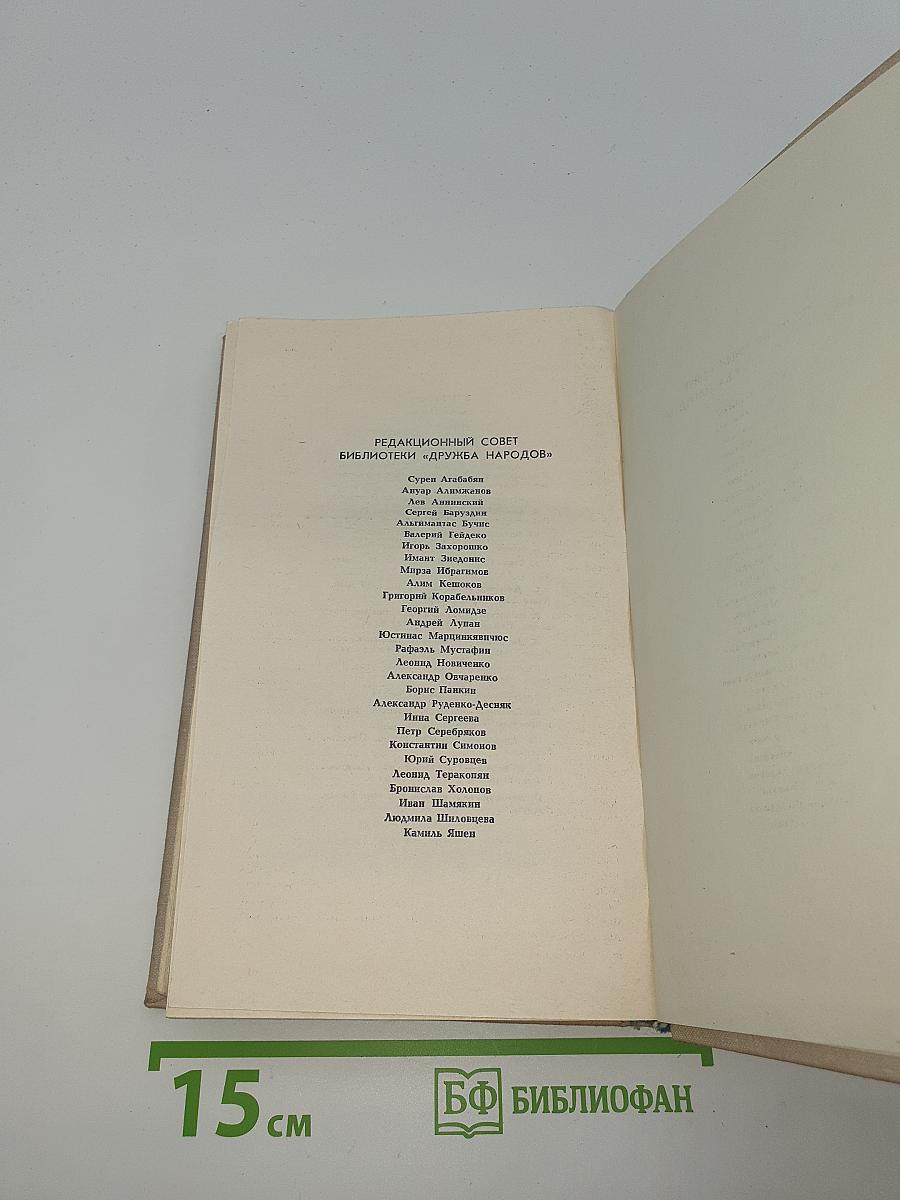 РЕДАКЦИОННЫЙ СОВЕТ
БИБЛИОТЕКИ «ДРУЖБА НАРОДОВ»
Сурен Агабабян
Ануар Алимжанов
Лев Аннинский
Сергей Баруздин
Альгимантас Бучис
Валерий Гейдеко
Игорь Захорошко
Имант Зиедонис
Мирза Ибрагимов
Алим Кешоков
Григорий Корабельников
Георгий Ломидзе
Андрей Лупан
Юстинас Марцинкявичюс
Рафаэль Мустафин
Леонид Новиченко
Александр Овчаренко
Борис Панкин
Александр Руденко-Десняк
Инна Сергеева
Петр Серебряков
Константин Симонов
Юрий Суровцев
Леонид Теракопян
Бронислав Холопов
Иван Шамякин
Людмила Шиловцева
Камиль Яшен
15 см
БФ БИБЛИОФАН